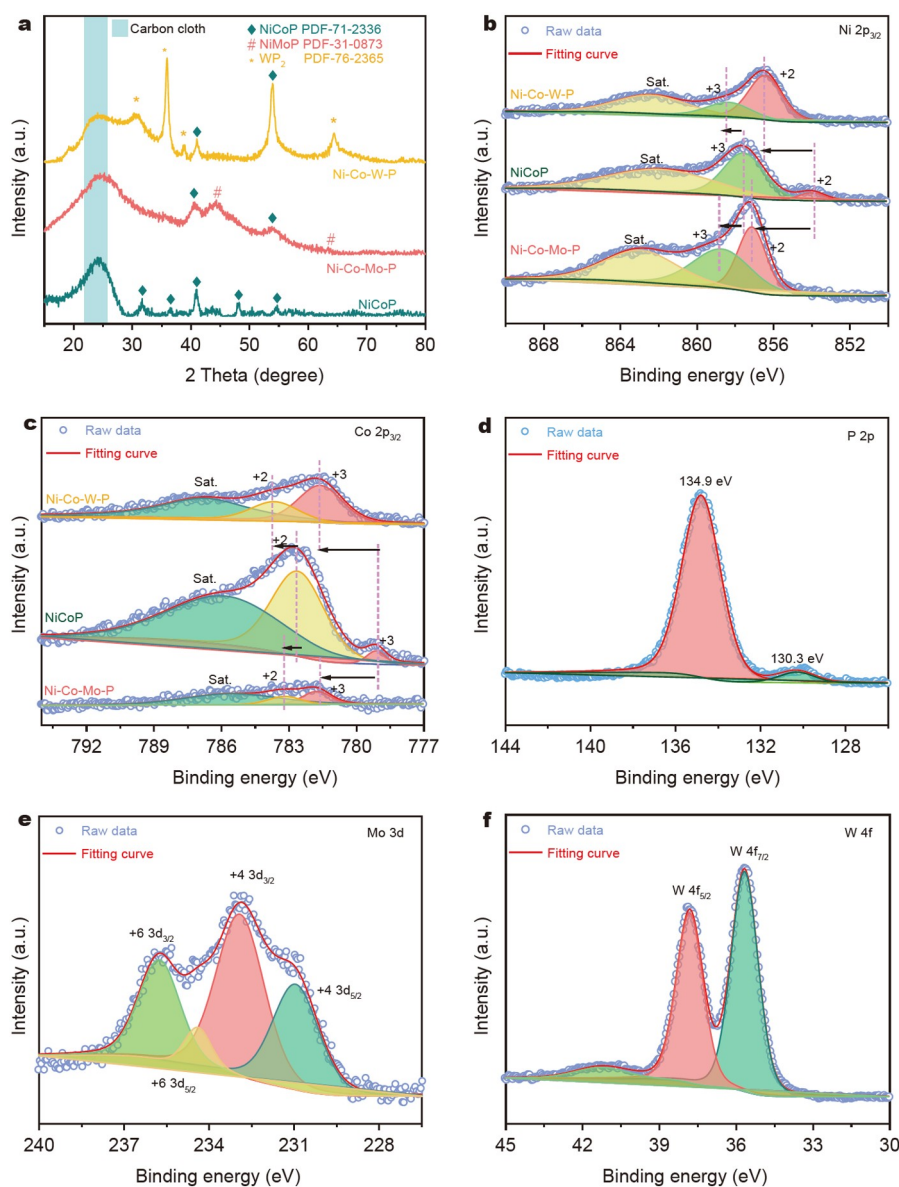 a
Carbon cloth
◆ NiCoP PDF-71-2336
# NiMoP PDF-31-0873
* WP₂ PDF-76-2365
Ni-Co-W-P
Ni-Co-Mo-P
NiCoP
Intensity (a.u.)
20 30 40 50 60 70 80
2 Theta (degree)
b
Raw data
Fitting curve
Ni 2p₃/₂
Ni-Co-W-P
Sat.
+3
+2
NiCoP
Sat.
+3
+2
Ni-Co-Mo-P
Sat.
+3
+2
Intensity (a.u.)
868 864 860 856 852
Binding energy (eV)
c
Raw data
Fitting curve
Co 2p₃/₂
Ni-Co-W-P
Sat.
+2
+3
NiCoP
Sat.
+2
+3
Ni-Co-Mo-P
Sat.
+2
+3
Intensity (a.u.)
792 789 786 783 780 777
Binding energy (eV)
d
Raw data
Fitting curve
P 2p
134.9 eV
130.3 eV
Intensity (a.u.)
144 140 134 130 126
Binding energy (eV)
e
Raw data
Fitting curve
Mo 3d
+4 3d₃/₂
+6 3d₃/₂
+4 3d₅/₂
+6 3d₅/₂
Intensity (a.u.)
240 237 233 231 228
Binding energy (eV)
f
Raw data
Fitting curve
W 4f
W 4f₇/₂
W 4f₅/₂
Intensity (a.u.)
45 42 38 36 33 30
Binding energy (eV)